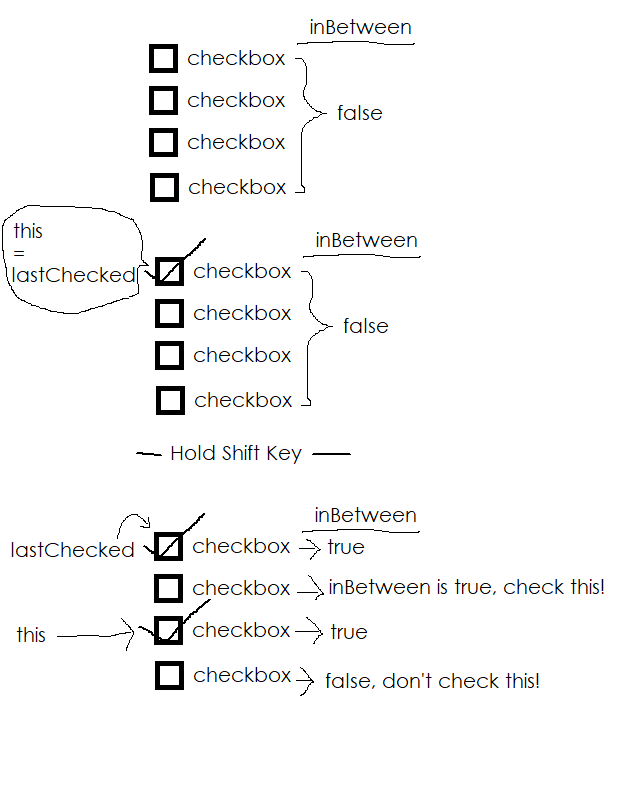 inBetween
checkbox
checkbox
false
checkbox
checkbox
this
=
lastChecked
inBetween
checkbox
checkbox
false
checkbox
checkbox
Hold Shift Key
inBetween
lastChecked checkbox true
checkbox inBetween is true, check this!
this checkbox true
checkbox false, don't check this!